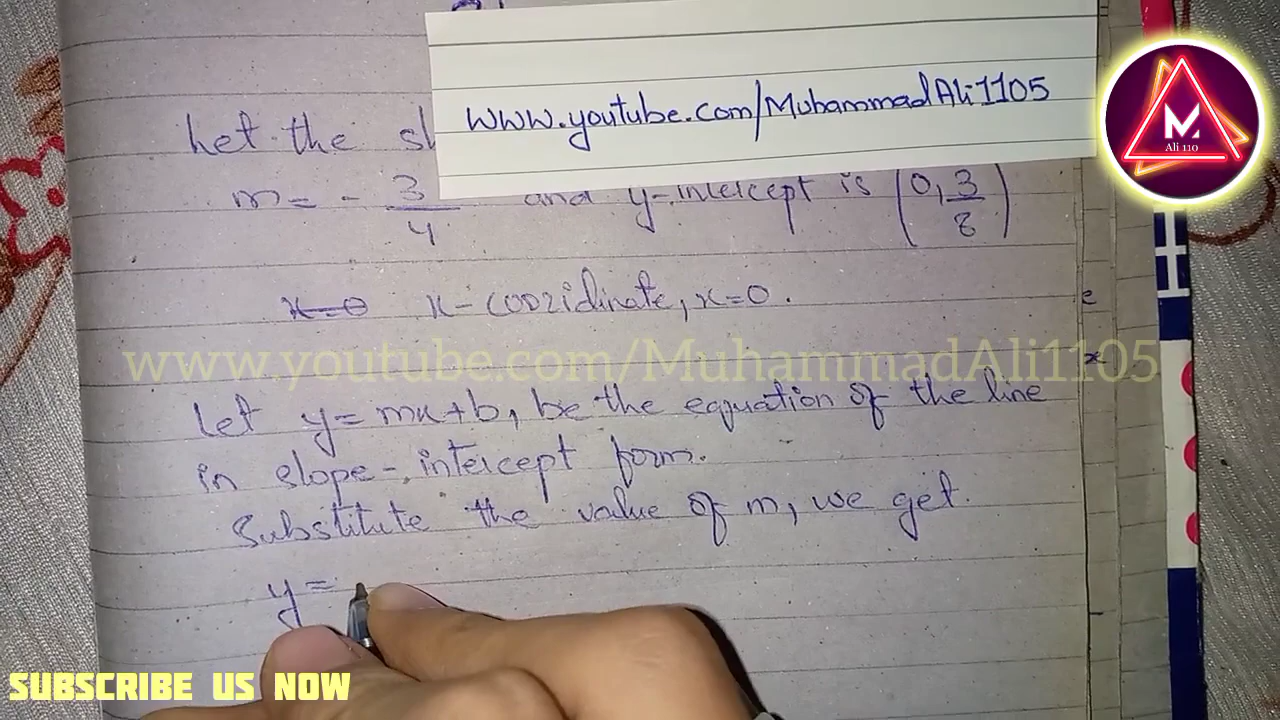 www.youtube.com/MuhammadAli1105
M
Ali 110
Let the
m = - 3/4 and y-intercept is (0, 3/8)
x=0 x-cooridinate, x=0.
www.youtube.com/MuhammadAli1105
Let y=mx+b, be the equation of the line
in slope-intercept form.
Substitute the value of m, we get.
y =
SUBSCRIBE US NOW